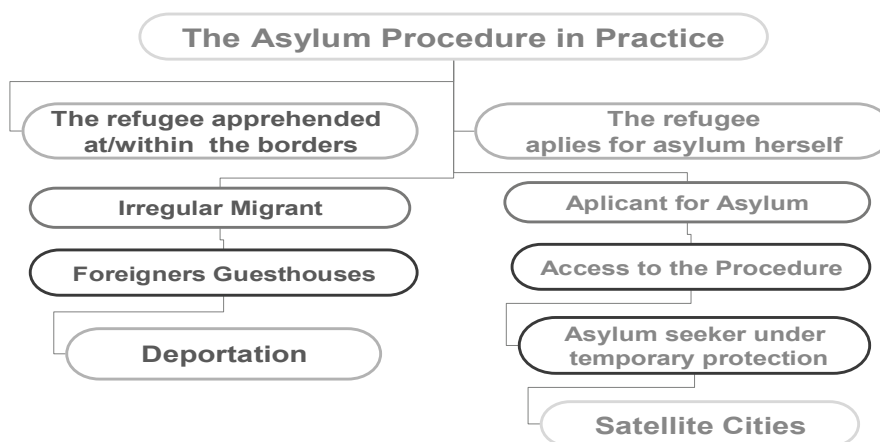 The Asylum Procedure in Practice
The refugee apprehended
at/within the borders
The refugee
aplies for asylum herself
Irregular Migrant
Aplicant for Asylum
Foreigners Guesthouses
Access to the Procedure
Deportation
Asylum seeker under
temporary protection
Satellite Cities